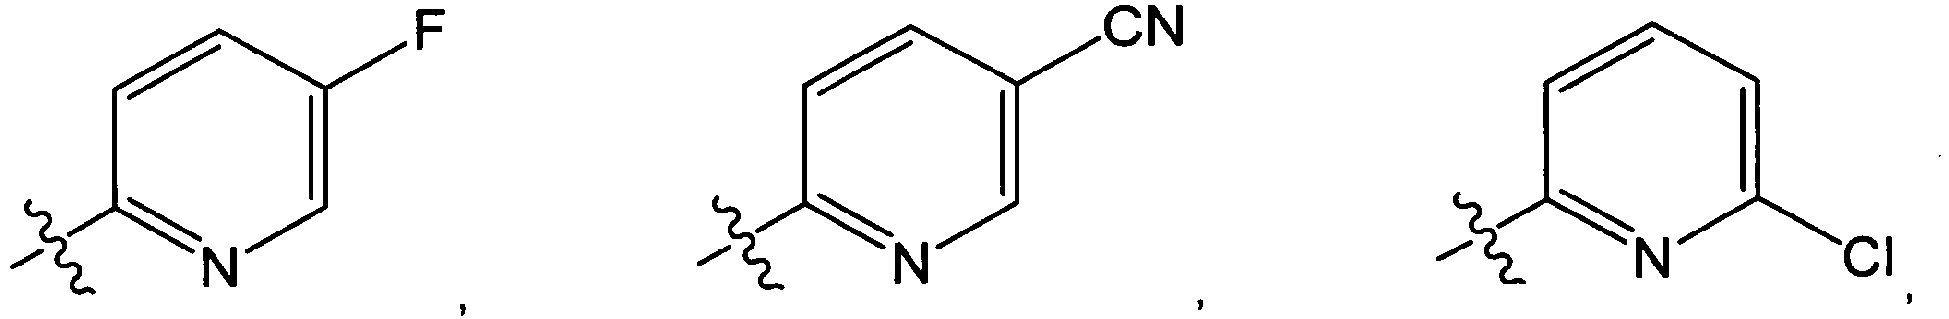 F CN
N , N , N Cl ,